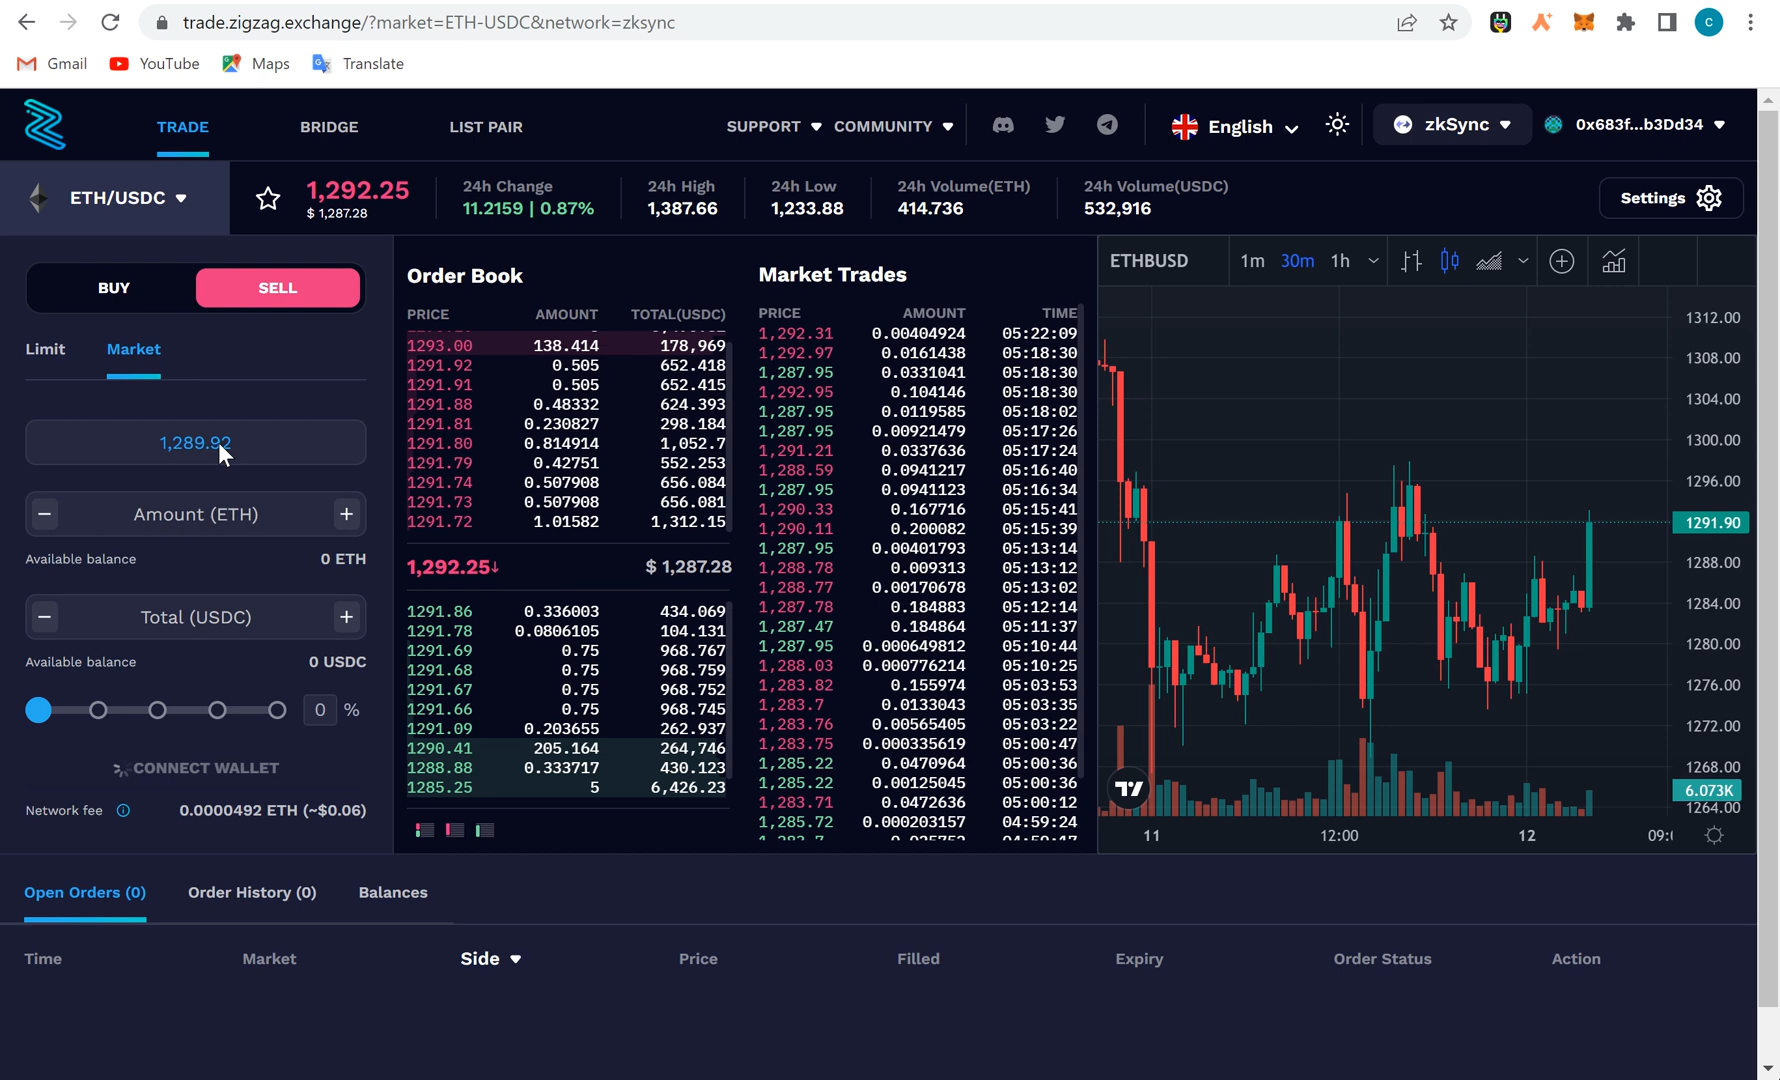 trade.zigzag.exchange/?market=ETH-USDC&network=zksync
C
Gmail YouTube Maps Translate
TRADE BRIDGE LIST PAIR SUPPORT COMMUNITY English zkSync 0x683f...b3Dd34
ETH/USDC
1,292.25
$ 1,287.28
24h Change
11.2159 | 0.87%
24h High
1,387.66
24h Low
1,233.88
24h Volume(ETH)
414.736
24h Volume(USDC)
532,916
Settings
BUY SELL
Limit Market
1,289.92
Amount (ETH)
Available balance 0 ETH
Total (USDC)
Available balance 0 USDC
0 %
CONNECT WALLET
Network fee 0.0000492 ETH (~$0.06)
Order Book
PRICE AMOUNT TOTAL(USDC)
1293.00 138.414 178,969
1291.92 0.505 652.418
1291.91 0.505 652.415
1291.88 0.48332 624.393
1291.81 0.230827 298.184
1291.80 0.814914 1,052.7
1291.79 0.42751 552.253
1291.74 0.507908 656.084
1291.73 0.507908 656.081
1291.72 1.01582 1,312.15
1,292.25↓ $ 1,287.28
1291.86 0.336003 434.069
1291.78 0.0806105 104.131
1291.69 0.75 968.767
1291.68 0.75 968.759
1291.67 0.75 968.752
1291.66 0.75 968.745
1291.09 0.203655 262.937
1290.41 205.164 264,746
1288.88 0.333717 430.123
1285.25 5 6,426.23
Market Trades
PRICE AMOUNT TIME
1,292.31 0.00404924 05:22:09
1,292.97 0.0161438 05:18:30
1,287.95 0.0331041 05:18:30
1,292.95 0.104146 05:18:30
1,287.95 0.0119585 05:18:02
1,287.95 0.00921479 05:17:26
1,291.21 0.0337636 05:17:24
1,288.59 0.0941217 05:16:40
1,287.95 0.0941123 05:16:34
1,290.33 0.167716 05:15:41
1,290.11 0.200082 05:15:39
1,287.95 0.00401793 05:13:14
1,288.78 0.009313 05:13:12
1,288.77 0.00170678 05:13:02
1,287.78 0.184883 05:12:14
1,287.47 0.184864 05:11:37
1,287.95 0.000649812 05:10:44
1,288.03 0.000776214 05:10:25
1,283.82 0.155974 05:03:53
1,283.7 0.0133043 05:03:35
1,283.76 0.00565405 05:03:22
1,283.75 0.000335619 05:00:47
1,285.22 0.0470964 05:00:36
1,285.22 0.00125045 05:00:36
1,283.71 0.0472636 05:00:12
1,285.72 0.000203157 04:59:24
ETHBUSD 1m 30m 1h
1312.00
1308.00
1304.00
1300.00
1296.00
1291.90
1288.00
1284.00
1280.00
1276.00
1272.00
1268.00
6.073K
1264.00
11 12:00 12 09:
Open Orders (0) Order History (0) Balances
Time Market Side Price Filled Expiry Order Status Action